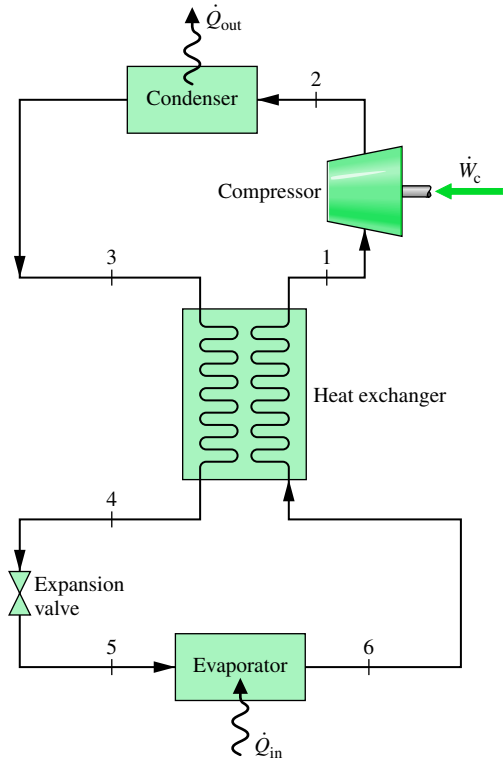 Q̇out
Condenser
2
Compressor
Ẇc
3
1
Heat exchanger
4
Expansion
valve
5
Evaporator
6
Q̇in